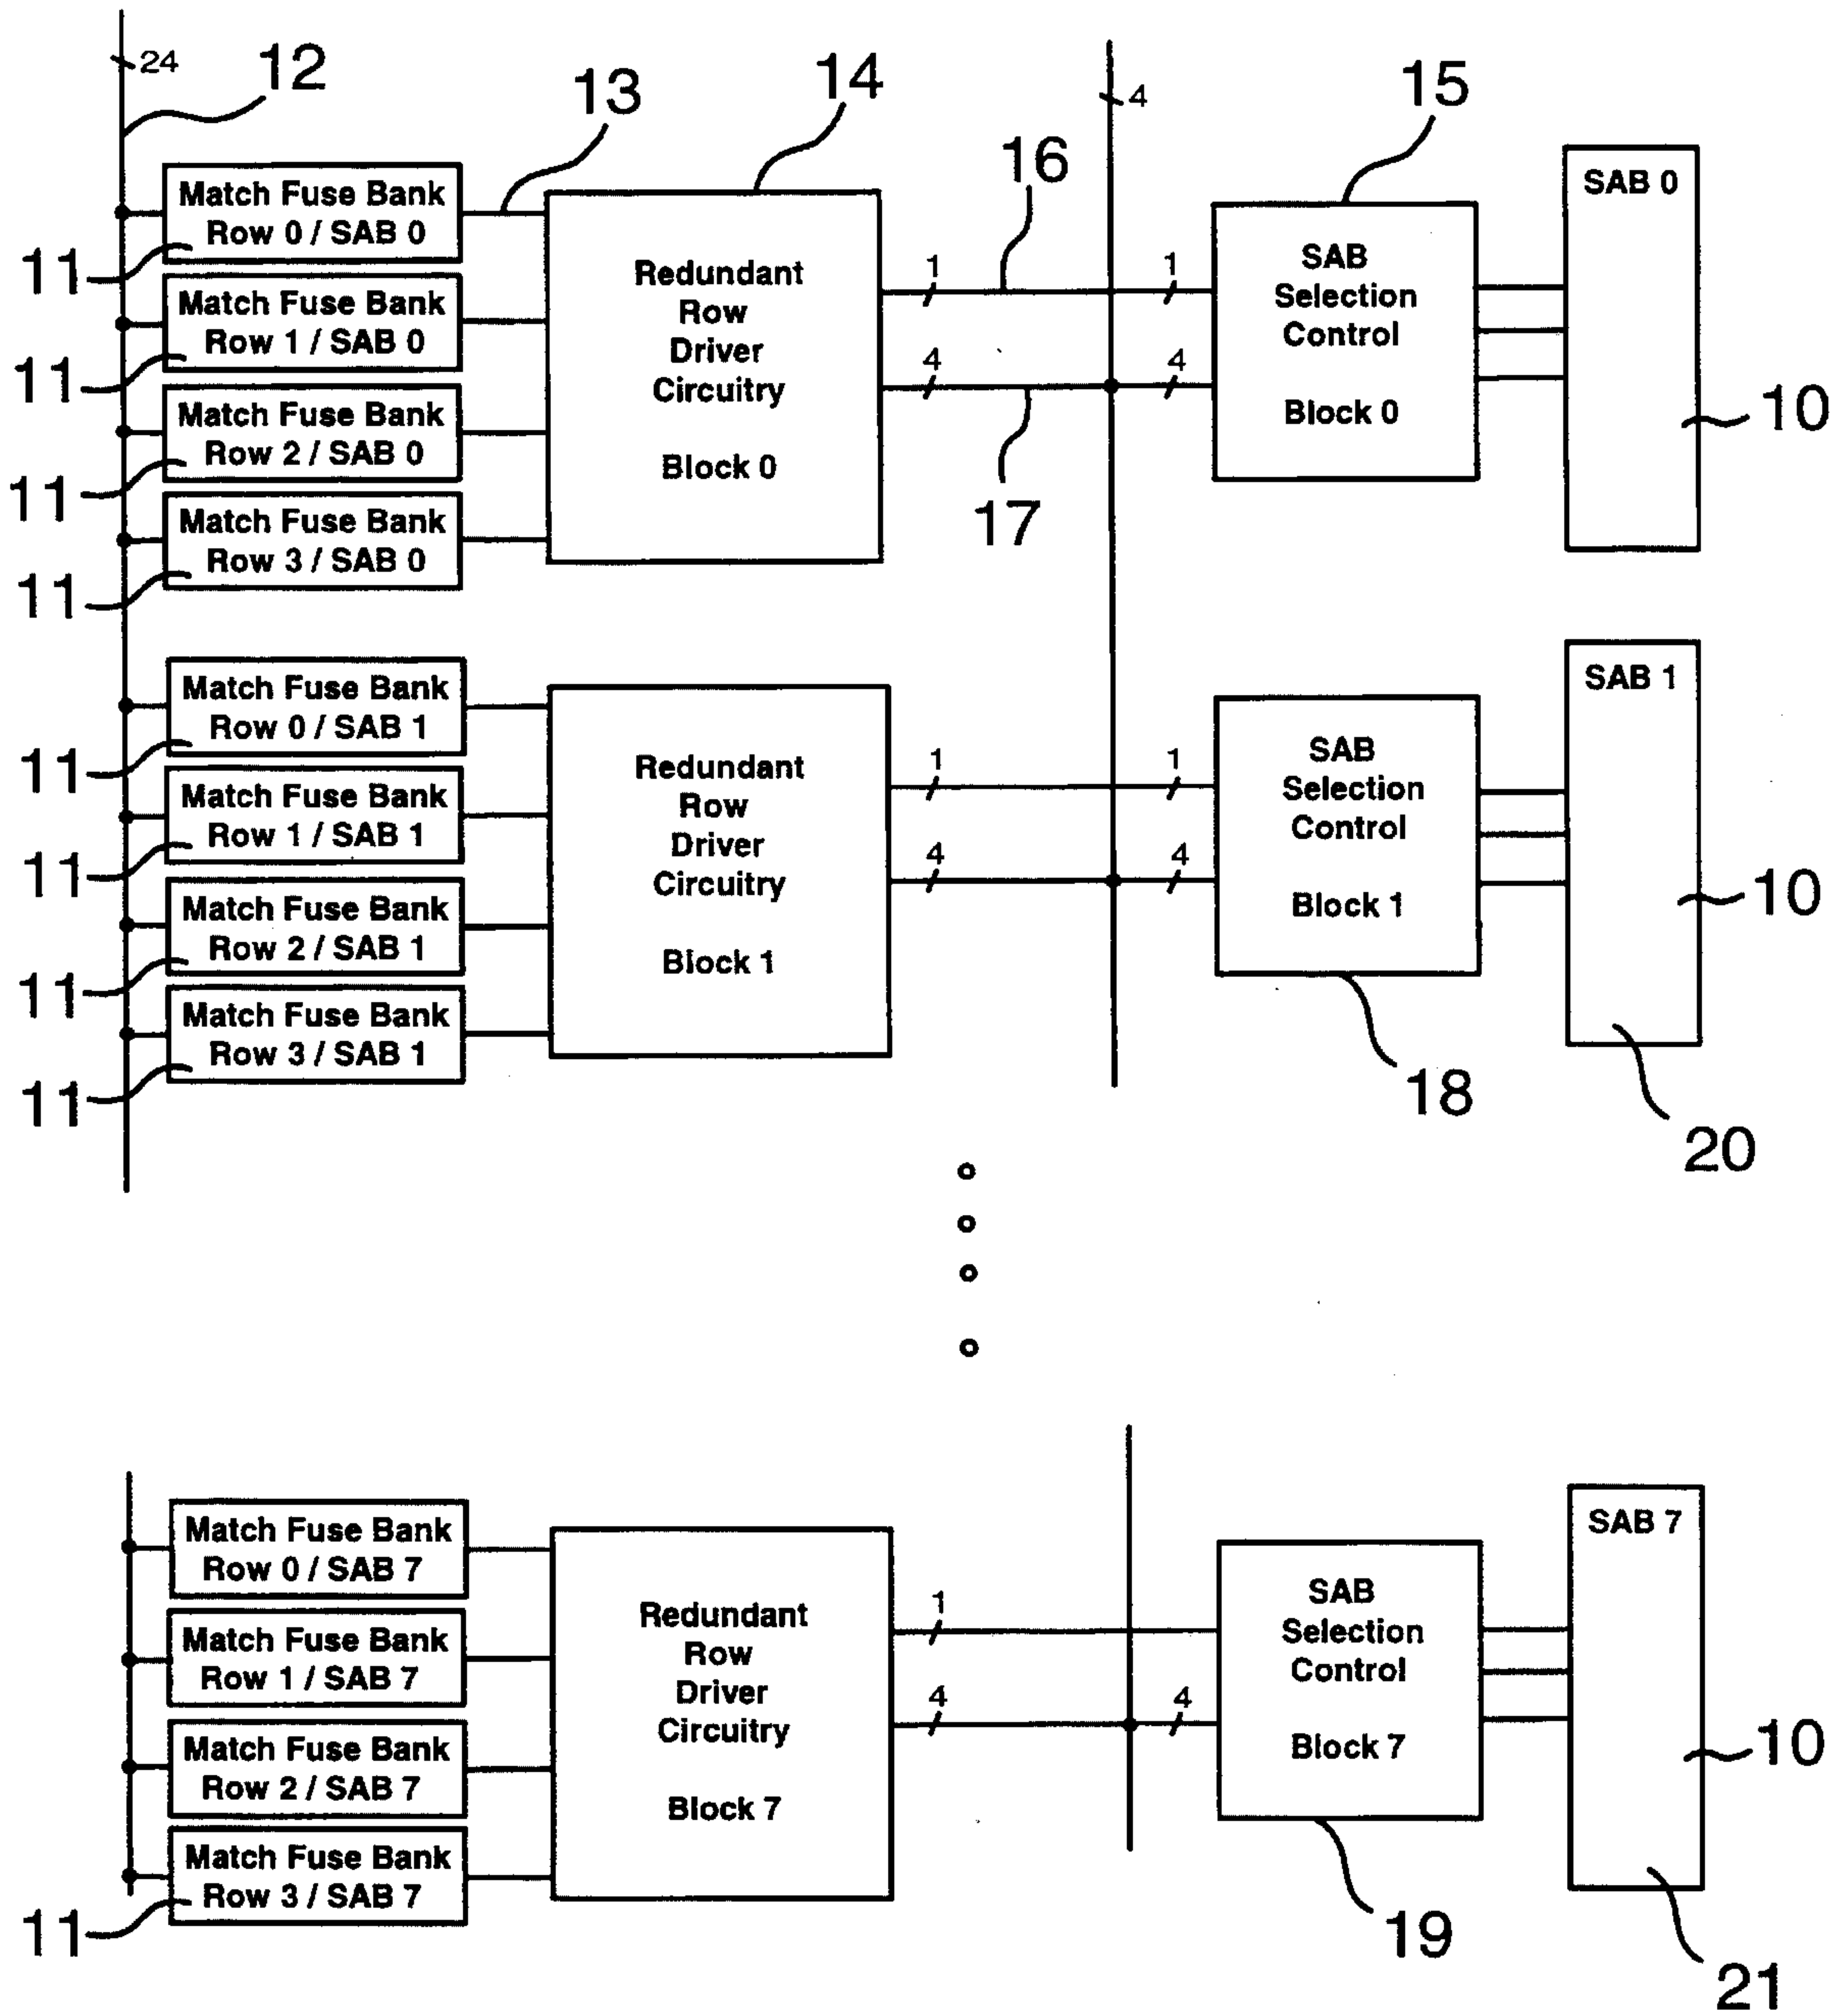 24
12
13
14
4
15
16
Match Fuse Bank
Row 0 / SAB 0
11
Match Fuse Bank
Row 1 / SAB 0
11
Match Fuse Bank
Row 2 / SAB 0
11
Match Fuse Bank
Row 3 / SAB 0
11
Redundant
Row
Driver
Circuitry
Block 0
1
1
4
4
17
SAB
Selection
Control
Block 0
SAB 0
10
Match Fuse Bank
Row 0 / SAB 1
11
Match Fuse Bank
Row 1 / SAB 1
11
Match Fuse Bank
Row 2 / SAB 1
11
Match Fuse Bank
Row 3 / SAB 1
11
Redundant
Row
Driver
Circuitry
Block 1
1
1
4
4
SAB
Selection
Control
Block 1
18
SAB 1
10
20
Match Fuse Bank
Row 0 / SAB 7
Match Fuse Bank
Row 1 / SAB 7
Match Fuse Bank
Row 2 / SAB 7
Match Fuse Bank
Row 3 / SAB 7
11
Redundant
Row
Driver
Circuitry
Block 7
1
4
4
SAB
Selection
Control
Block 7
19
SAB 7
10
21